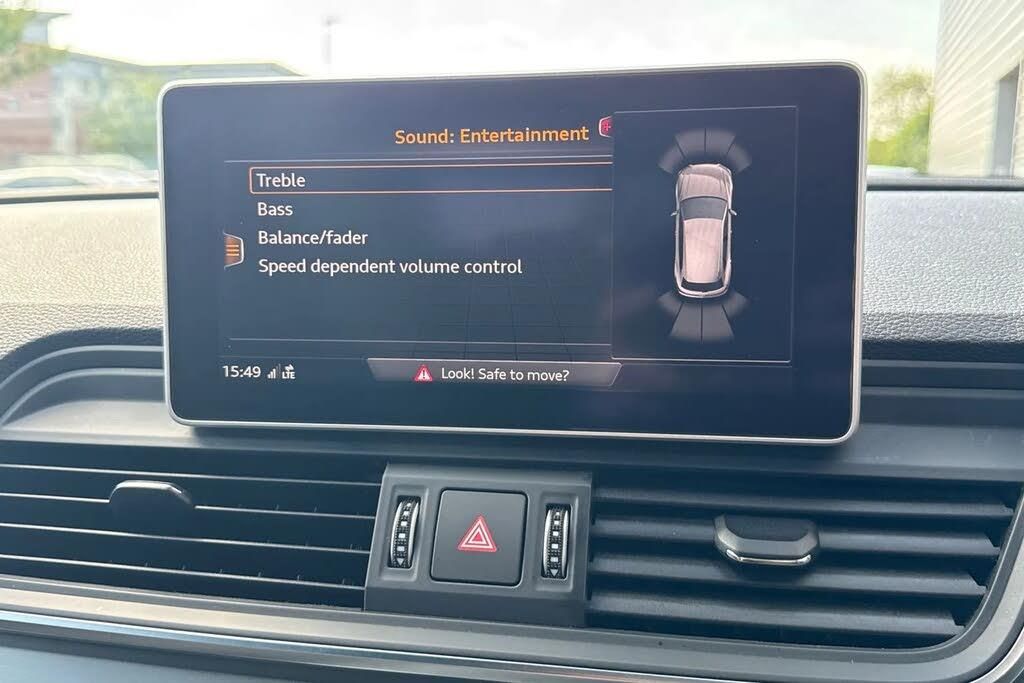 Sound: Entertainment
Treble
Bass
Balance/fader
Speed dependent volume control
15:49 LTE
Look! Safe to move?